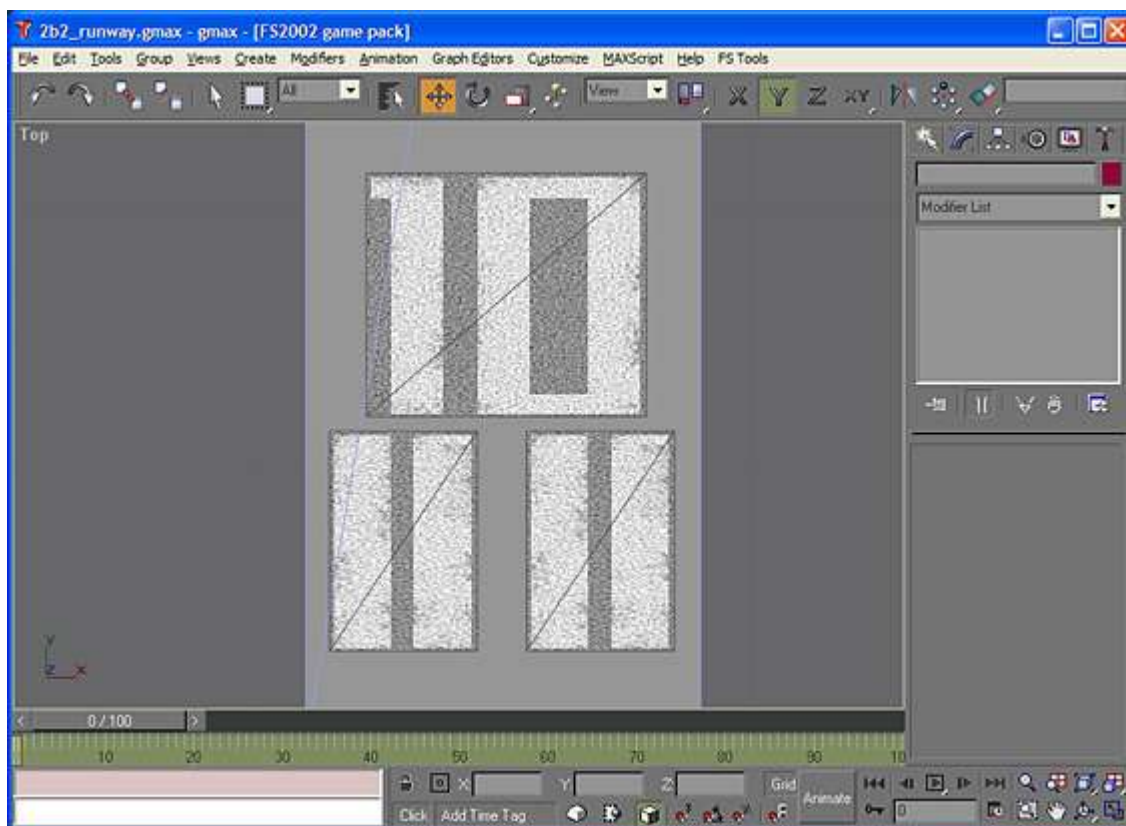 2b2_runway.gmax - gmax - [FS2002 game pack]
File Edit Tools Group Views Create Modifiers Animation Graph Editors Customize MAXScript Help FS Tools
All View X Y Z XY
Top
10
Modifier List
y
z x
0 / 100
10 20 30 40 50 60 70 80 90 100
X Y Z Grid
Animate
Click Add Time Tag
0